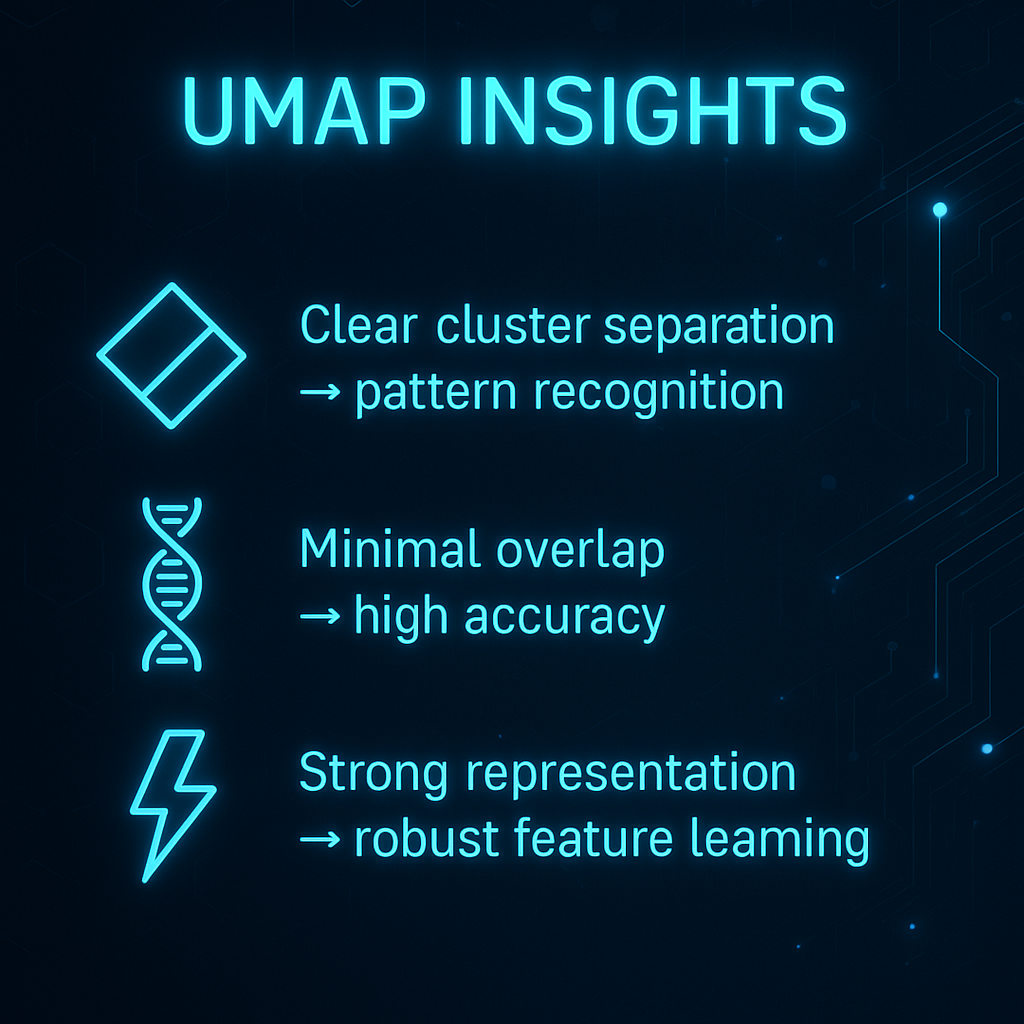 UMAP INSIGHTS
Clear cluster separation
→ pattern recognition
Minimal overlap
→ high accuracy
Strong representation
→ robust feature leaming